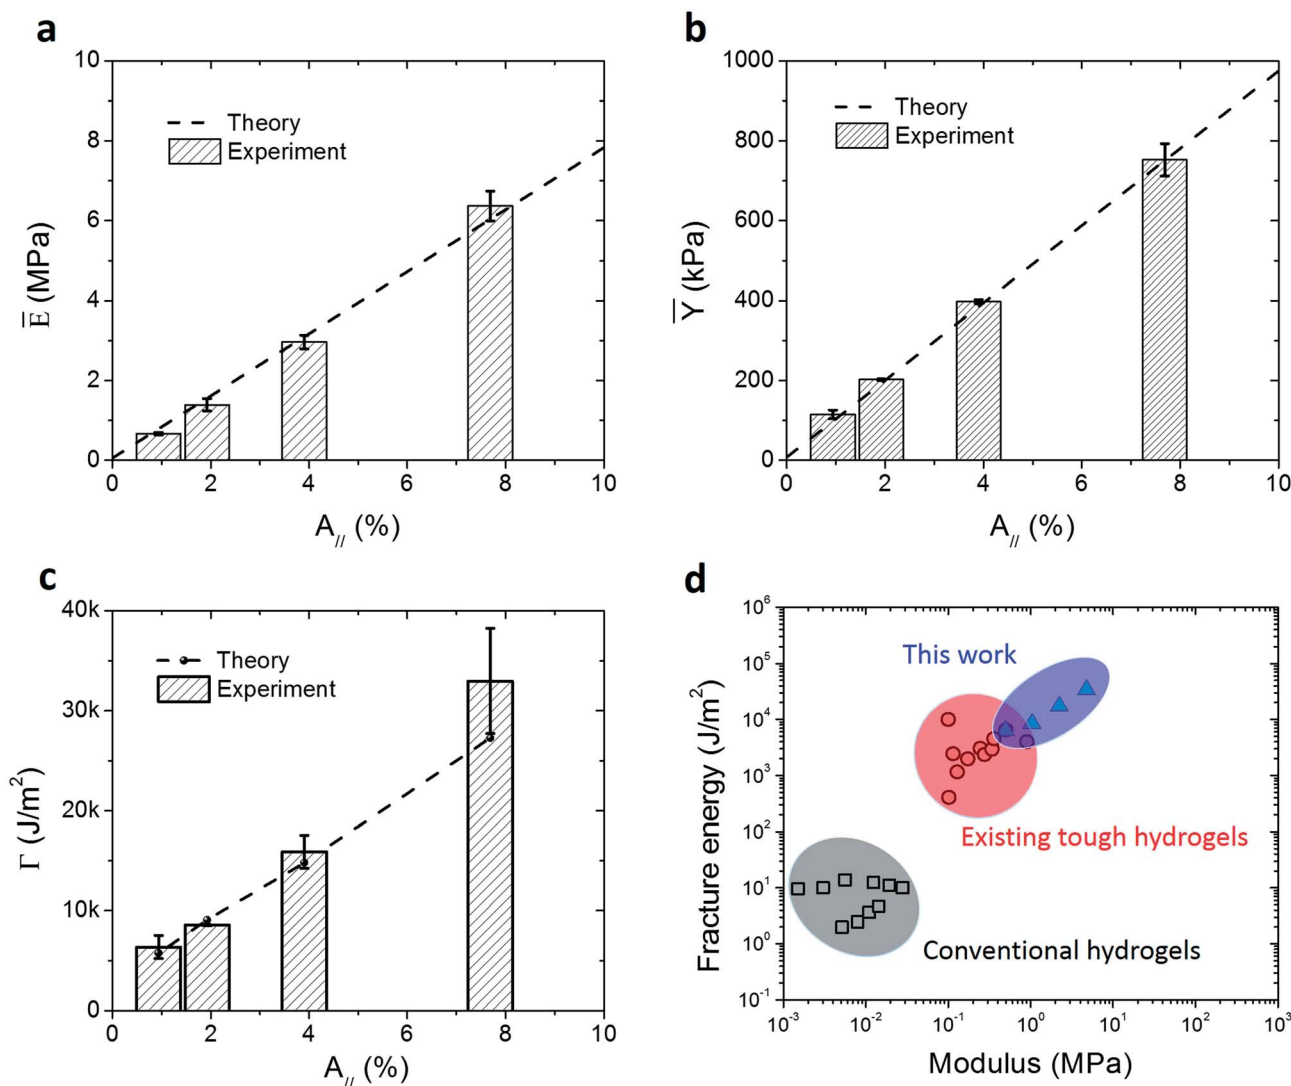 a
10
8
6
4
2
0
E̅ (MPa)
Theory
Experiment
0 2 4 6 8 10
A// (%)
b
1000
800
600
400
200
0
Y̅ (kPa)
Theory
Experiment
0 2 4 6 8 10
A// (%)
c
40k
30k
20k
10k
0
Γ (J/m²)
Theory
Experiment
0 2 4 6 8 10
A// (%)
d
10⁶
10⁵
10⁴
10³
10²
10¹
10⁰
10⁻¹
Fracture energy (J/m²)
This work
Existing tough hydrogels
Conventional hydrogels
10⁻³ 10⁻² 10⁻¹ 10⁰ 10¹ 10² 10³
Modulus (MPa)